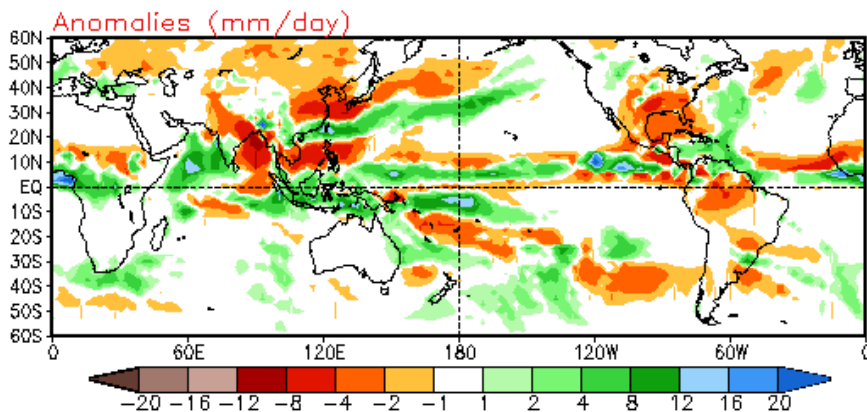 Anomalies (mm/day)
60N
50N
40N
30N
20N
10N
EQ
10S
20S
30S
40S
50S
60S
0 60E 120E 180 120W 60W 0
-20 -16 -12 -8 -4 -2 -1 1 2 4 8 12 16 20